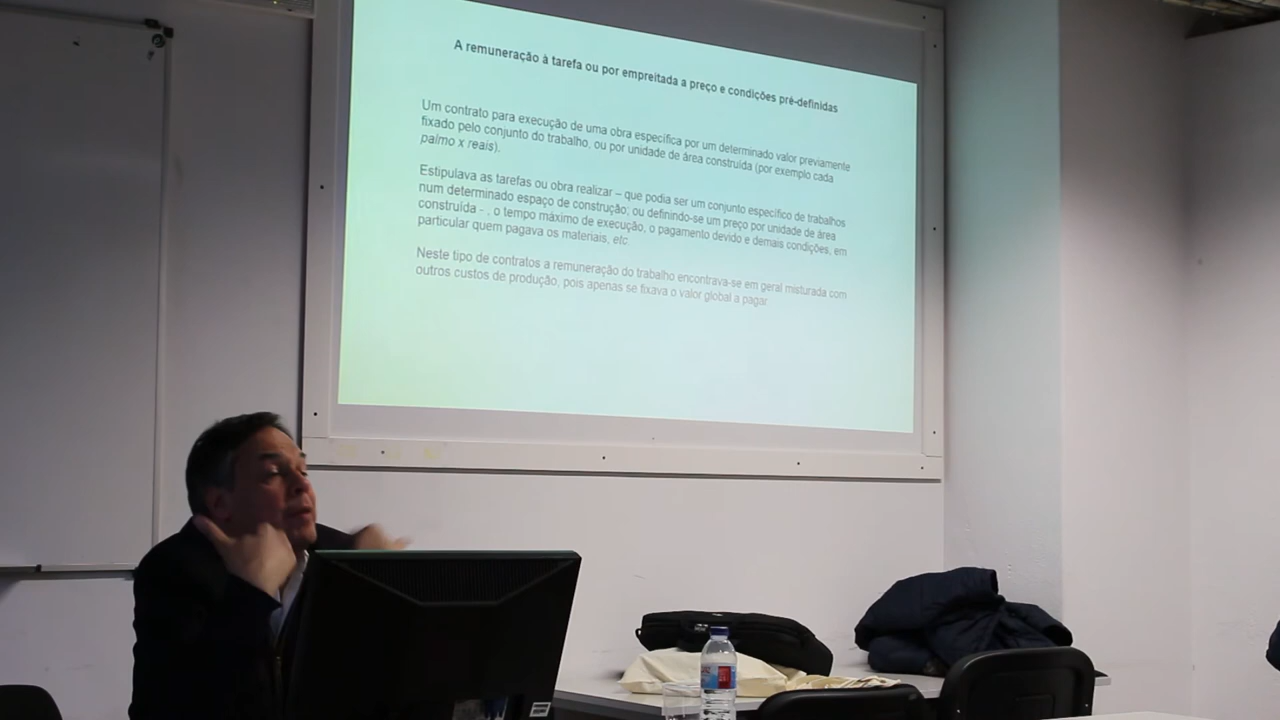 A remuneração à tarefa ou por empreitada a preço e condições pré-definidas
Um contrato para execução de uma obra específica por um determinado valor previamente
fixado pelo conjunto do trabalho, ou por unidade de área construída (por exemplo cada
palmo x reais).
Estipulava as tarefas ou obra realizar – que podia ser um conjunto específico de trabalhos
num determinado espaço de construção; ou definindo-se um preço por unidade de área
construída - , o tempo máximo de execução, o pagamento devido e demais condições, em
particular quem pagava os materiais, etc.
Neste tipo de contratos a remuneração do trabalho encontrava-se em geral misturada com
outros custos de produção, pois apenas se fixava o valor global a pagar